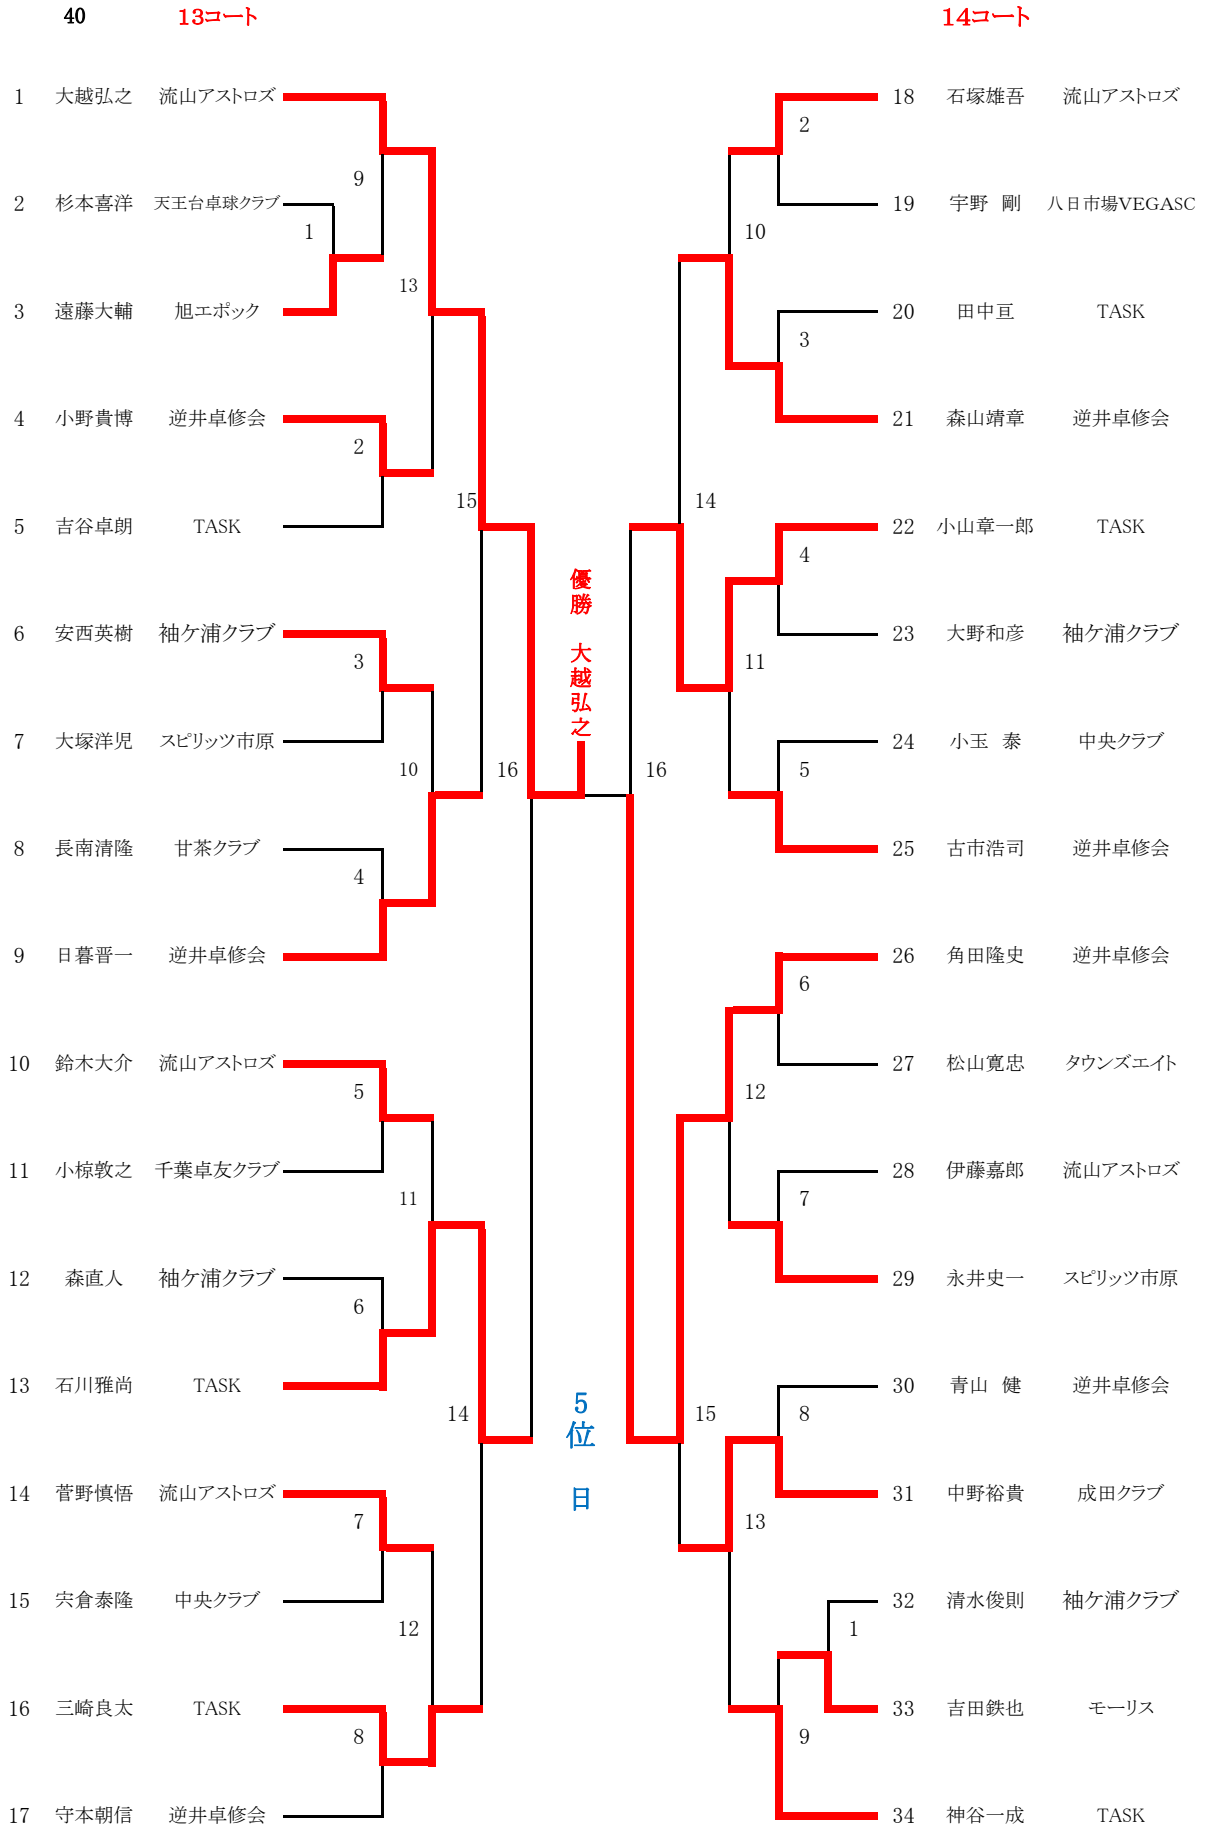 40 13コート 14コート
1 大越弘之 流山アストロズ 18 石塚雄吾 流山アストロズ
2
9
2 杉本喜洋 天王台卓球クラブ 19 宇野 剛 八日市場VEGASC
1 10
13
3 遠藤大輔 旭エポック 20 田中亘 TASK
3
4 小野貴博 逆井卓修会 21 森山靖章 逆井卓修会
2
15 14
5 吉谷卓朗 TASK 22 小山章一郎 TASK
4
優勝 大越弘之
6 安西英樹 袖ケ浦クラブ 23 大野和彦 袖ケ浦クラブ
3 11
7 大塚洋児 スピリッツ市原 24 小玉 泰 中央クラブ
10 16 16 5
8 長南清隆 甘茶クラブ 25 古市浩司 逆井卓修会
4
9 日暮晋一 逆井卓修会 26 角田隆史 逆井卓修会
6
10 鈴木大介 流山アストロズ 27 松山寛忠 タウンズエイト
5 12
11 小椋敦之 千葉卓友クラブ 28 伊藤嘉郎 流山アストロズ
11 7
12 森直人 袖ケ浦クラブ 29 永井史一 スピリッツ市原
6
13 石川雅尚 TASK 30 青山 健 逆井卓修会
14 15 8
5位 日
14 菅野慎悟 流山アストロズ 31 中野裕貴 成田クラブ
7 13
15 宍倉泰隆 中央クラブ 32 清水俊則 袖ケ浦クラブ
12 1
16 三崎良太 TASK 33 吉田鉄也 モーリス
8 9
17 守本朝信 逆井卓修会 34 神谷一成 TASK